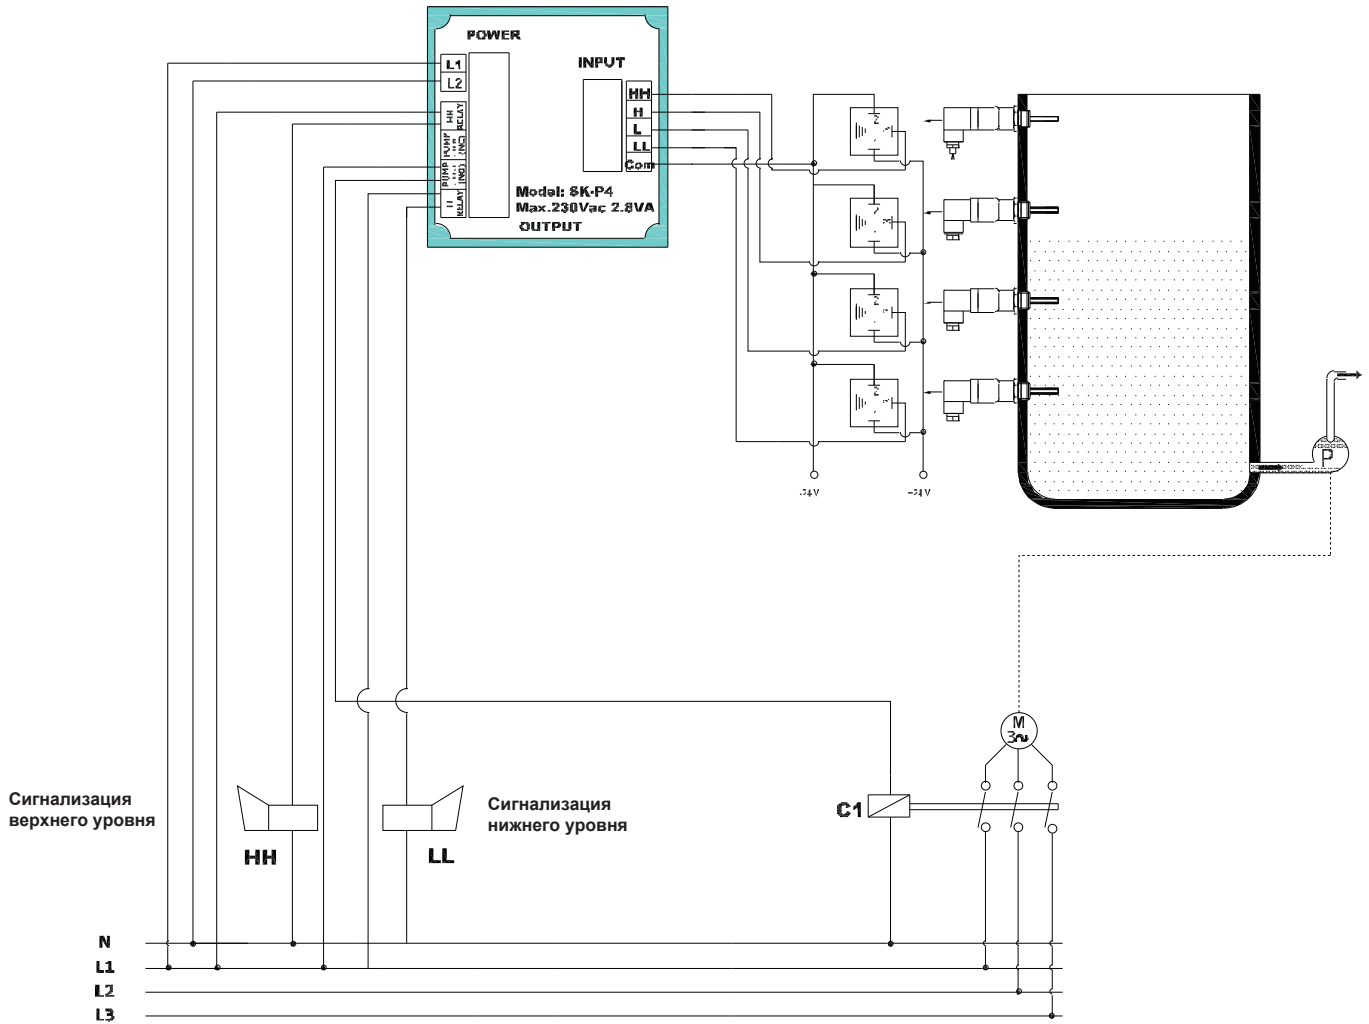 POWER
INPUT
L1
L2
HH
RELAY
PUMP
(NC)
PUMP
(NO)
RELAY
HH
H
L
LL
Com
Model: SK-P4
Max.230Vac 2.8VA
OUTPUT
P
M
3~
Сигнализация
верхнего уровня
HH
Сигнализация
нижнего уровня
LL
C1
N
L1
L2
L3